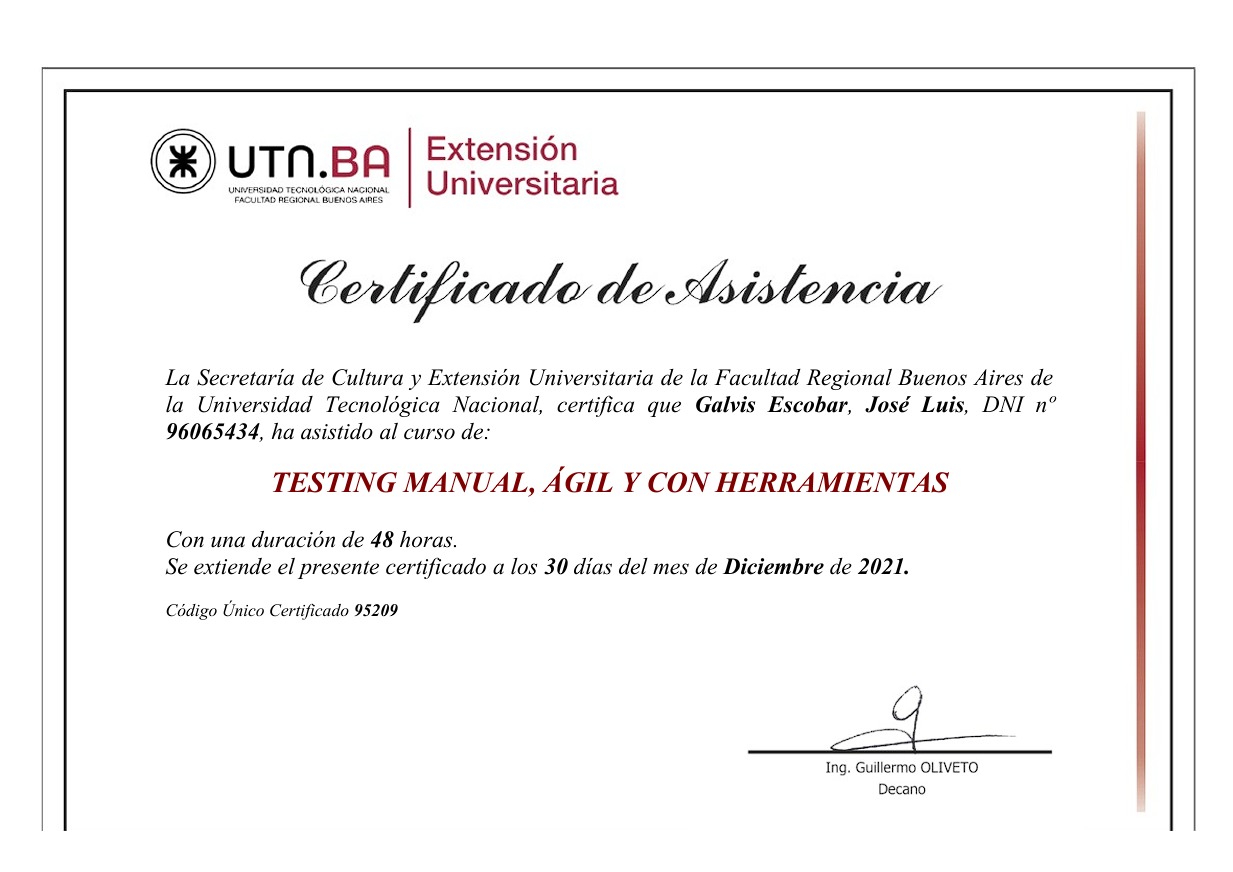 UTN.BA
UNIVERSIDAD TECNOLÓGICA NACIONAL
FACULTAD REGIONAL BUENOS AIRES
Extensión
Universitaria
Certificado de Asistencia
La Secretaría de Cultura y Extensión Universitaria de la Facultad Regional Buenos Aires de
la Universidad Tecnológica Nacional, certifica que Galvis Escobar, José Luis, DNI nº
96065434, ha asistido al curso de:
TESTING MANUAL, ÁGIL Y CON HERRAMIENTAS
Con una duración de 48 horas.
Se extiende el presente certificado a los 30 días del mes de Diciembre de 2021.
Código Único Certificado 95209
Ing. Guillermo OLIVETO
Decano